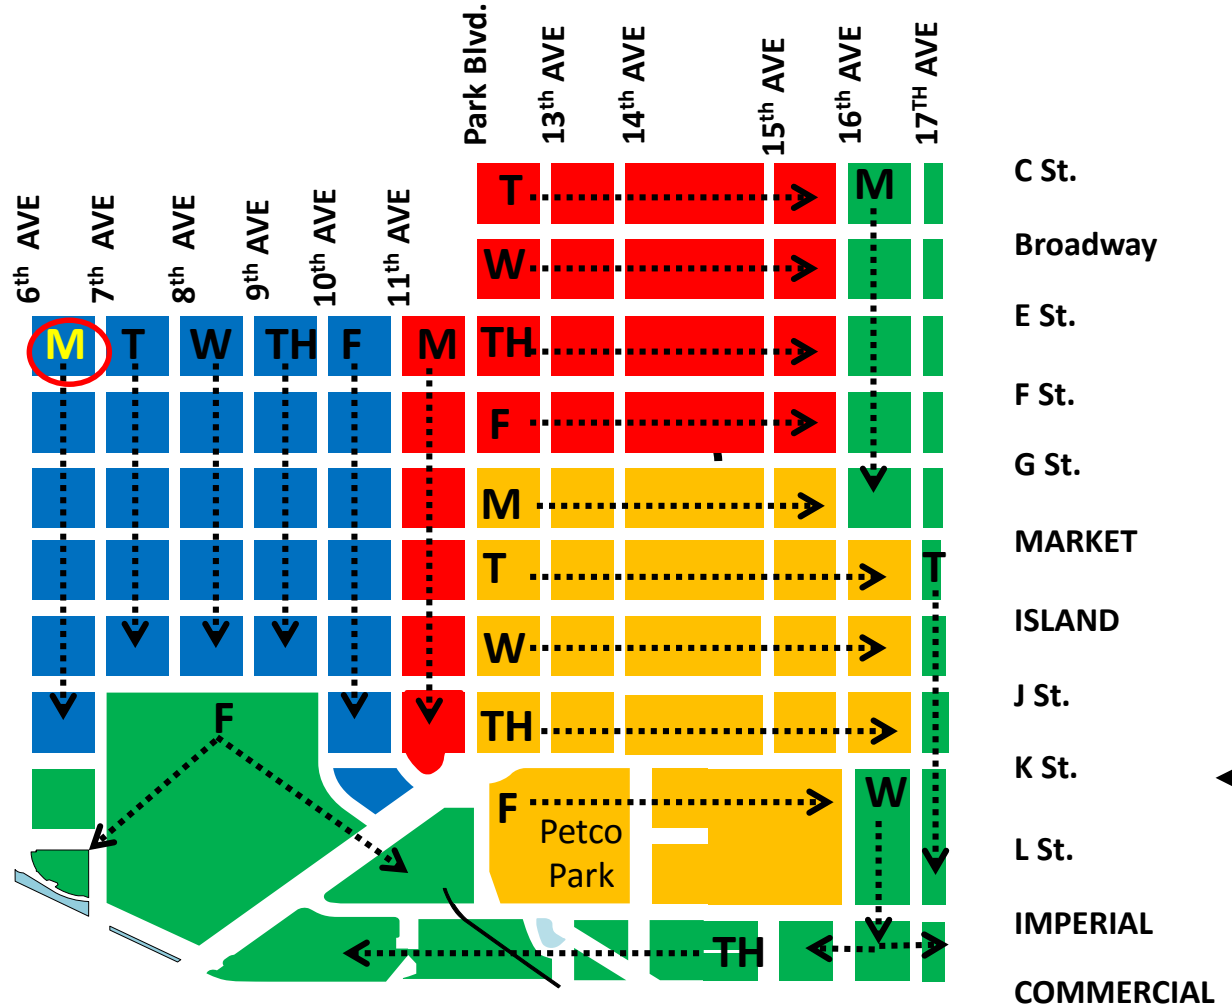 Park Blvd.
13th AVE
14th AVE
15th AVE
16th AVE
17TH AVE
6th AVE
7th AVE
8th AVE
9th AVE
10th AVE
11th AVE
T
M
C St.
W
Broadway
M
T
W
TH
F
M
TH
E St.
F
F St.
M
G St.
T
T
MARKET
W
ISLAND
F
TH
J St.
F
W
K St.
Petco
Park
L St.
TH
IMPERIAL
COMMERCIAL